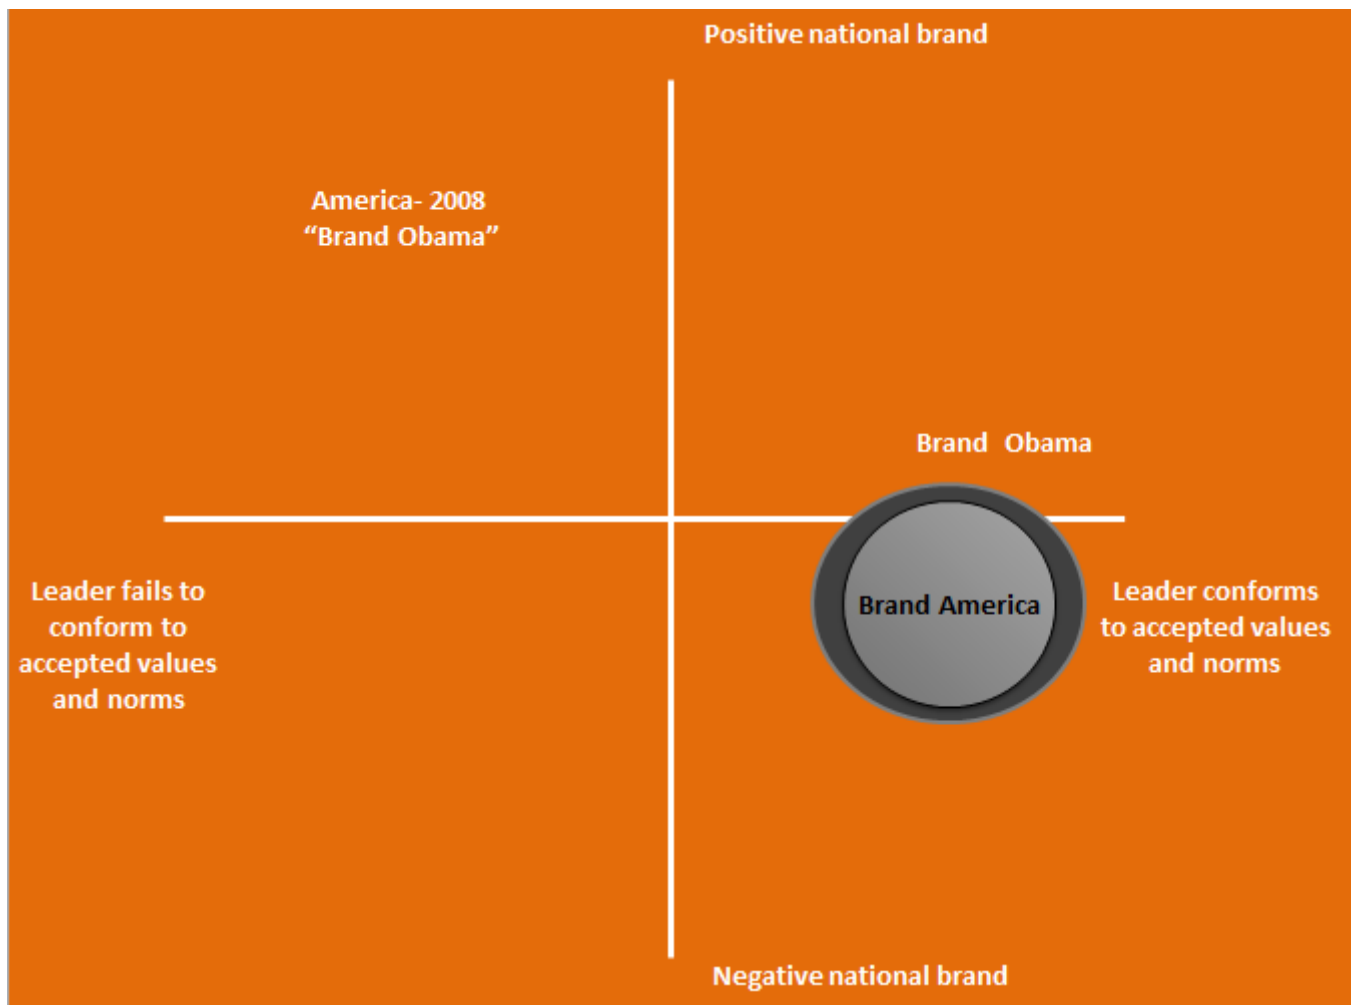 Positive national brand
America- 2008
“Brand Obama”
Brand Obama
Brand America
Leader fails to
conform to
accepted values
and norms
Leader conforms
to accepted values
and norms
Negative national brand